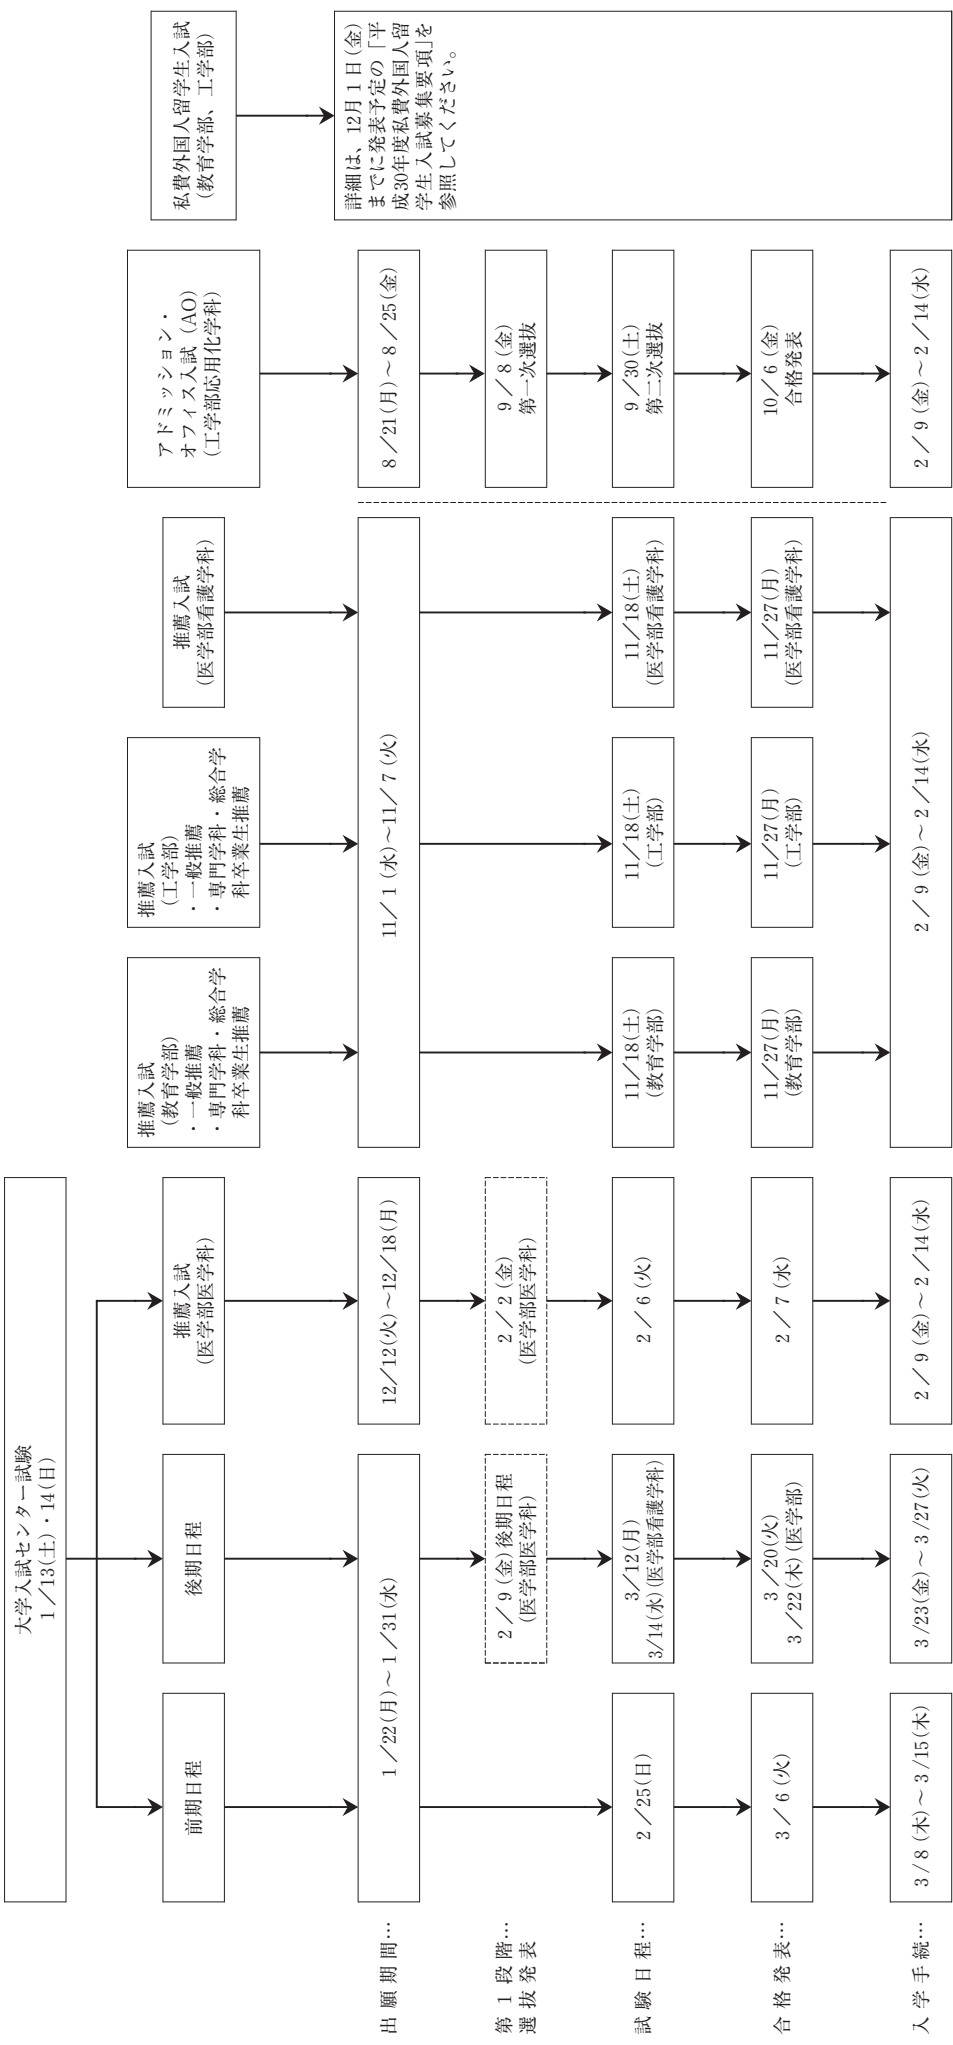 大学入試センター試験
1／13(土)・14(日)
前期日程
後期日程
推薦入試
(医学部医学科)
推薦入試
(教育学部)
・一般推薦
・専門学科・総合学
科卒業生推薦
推薦入試
(工学部)
・一般推薦
・専門学科・総合学
科卒業生推薦
推薦入試
(医学部看護学科)
アドミッション・
オフィス入試（AO）
(工学部応用化学科)
私費外国人留学生入試
(教育学部、工学部)
出願期間…
1／22(月)～1／31(水)
12／12(火)～12／18(月)
11／1(水)～11／7(火)
8／21(月)～8／25(金)
詳細は、12月1日(金)
までに発表予定の「平
成30年度私費外国人留
学生入試募集要項」を
参照してください。
第1段階…
選抜発表
2／9(金)後期日程
(医学部医学科)
2／2(金)
(医学部医学科)
9／8(金)
第一次選抜
試験日程…
2／25(日)
3／12(月)
3/14(水)(医学部看護学科)
2／6(火)
11／18(土)
(教育学部)
11／18(土)
(工学部)
11／18(土)
(医学部看護学科)
9／30(土)
第二次選抜
合格発表…
3／6(火)
3／20(火)
3／22(木)(医学部)
2／7(水)
11／27(月)
(教育学部)
11／27(月)
(工学部)
11／27(月)
(医学部看護学科)
10／6(金)
合格発表
入学手続…
3/8(木)～3/15(木)
3/23(金)～3/27(火)
2／9(金)～2／14(水)
2／9(金)～2／14(水)
2／9(金)～2／14(水)